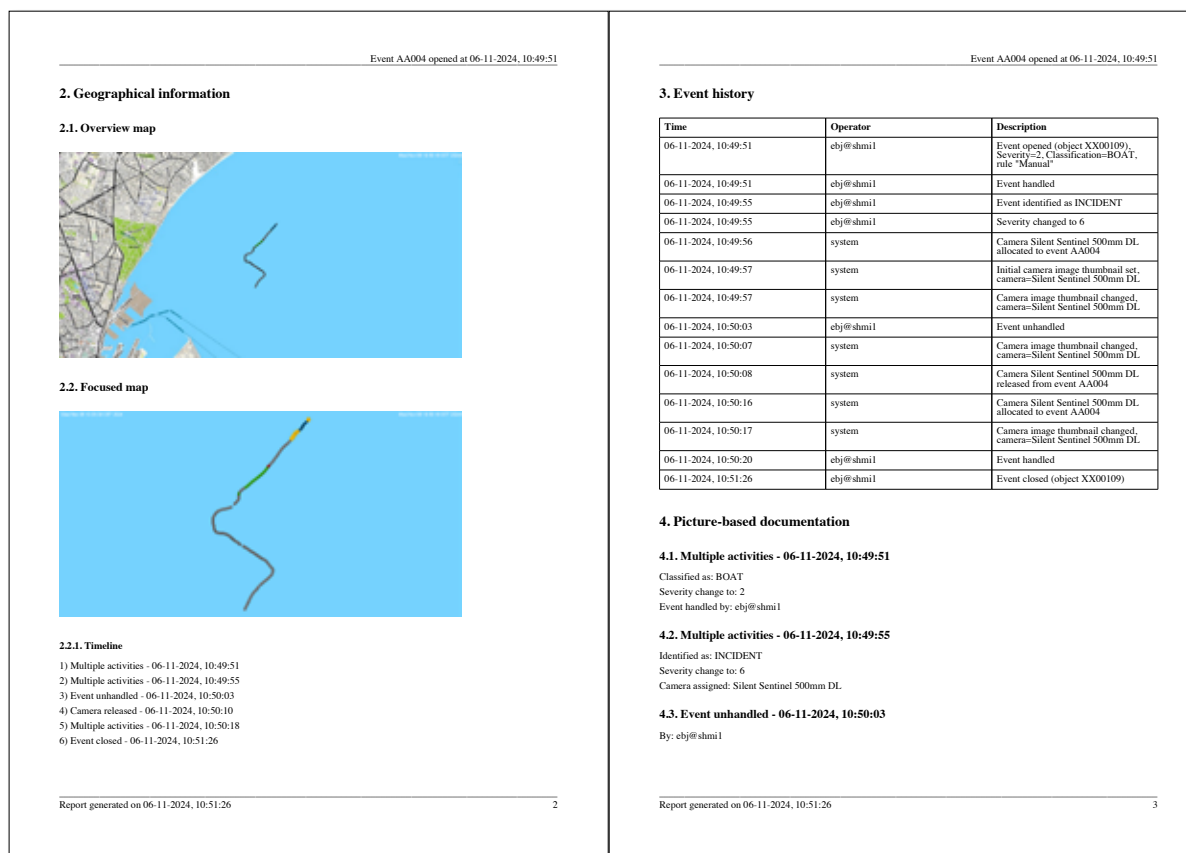 Event AA004 opened at 06-11-2024, 10:49:51
2. Geographical information
2.1. Overview map
2.2. Focused map
2.2.1. Timeline
1) Multiple activities - 06-11-2024, 10:49:51
2) Multiple activities - 06-11-2024, 10:49:55
3) Event unhandled - 06-11-2024, 10:50:03
4) Camera released - 06-11-2024, 10:50:10
5) Multiple activities - 06-11-2024, 10:50:18
6) Event closed - 06-11-2024, 10:51:26
Report generated on 06-11-2024, 10:51:26 2
Event AA004 opened at 06-11-2024, 10:49:51
3. Event history
Time Operator Description
06-11-2024, 10:49:51 ebj@shmi1 Event opened (object XX00109),
Severity=2, Classification=BOAT,
rule "Manual"
06-11-2024, 10:49:51 ebj@shmi1 Event handled
06-11-2024, 10:49:55 ebj@shmi1 Event identified as INCIDENT
06-11-2024, 10:49:55 ebj@shmi1 Severity changed to 6
06-11-2024, 10:49:56 system Camera Silent Sentinel 500mm DL
allocated to event AA004
06-11-2024, 10:49:57 system Initial camera image thumbnail set,
camera=Silent Sentinel 500mm DL
06-11-2024, 10:49:57 system Camera image thumbnail changed,
camera=Silent Sentinel 500mm DL
06-11-2024, 10:50:03 ebj@shmi1 Event unhandled
06-11-2024, 10:50:07 system Camera image thumbnail changed,
camera=Silent Sentinel 500mm DL
06-11-2024, 10:50:08 system Camera Silent Sentinel 500mm DL
released from event AA004
06-11-2024, 10:50:16 system Camera Silent Sentinel 500mm DL
allocated to event AA004
06-11-2024, 10:50:17 system Camera image thumbnail changed,
camera=Silent Sentinel 500mm DL
06-11-2024, 10:50:20 ebj@shmi1 Event handled
06-11-2024, 10:51:26 ebj@shmi1 Event closed (object XX00109)
4. Picture-based documentation
4.1. Multiple activities - 06-11-2024, 10:49:51
Classified as: BOAT
Severity change to: 2
Event handled by: ebj@shmi1
4.2. Multiple activities - 06-11-2024, 10:49:55
Identified as: INCIDENT
Severity change to: 6
Camera assigned: Silent Sentinel 500mm DL
4.3. Event unhandled - 06-11-2024, 10:50:03
By: ebj@shmi1
Report generated on 06-11-2024, 10:51:26 3